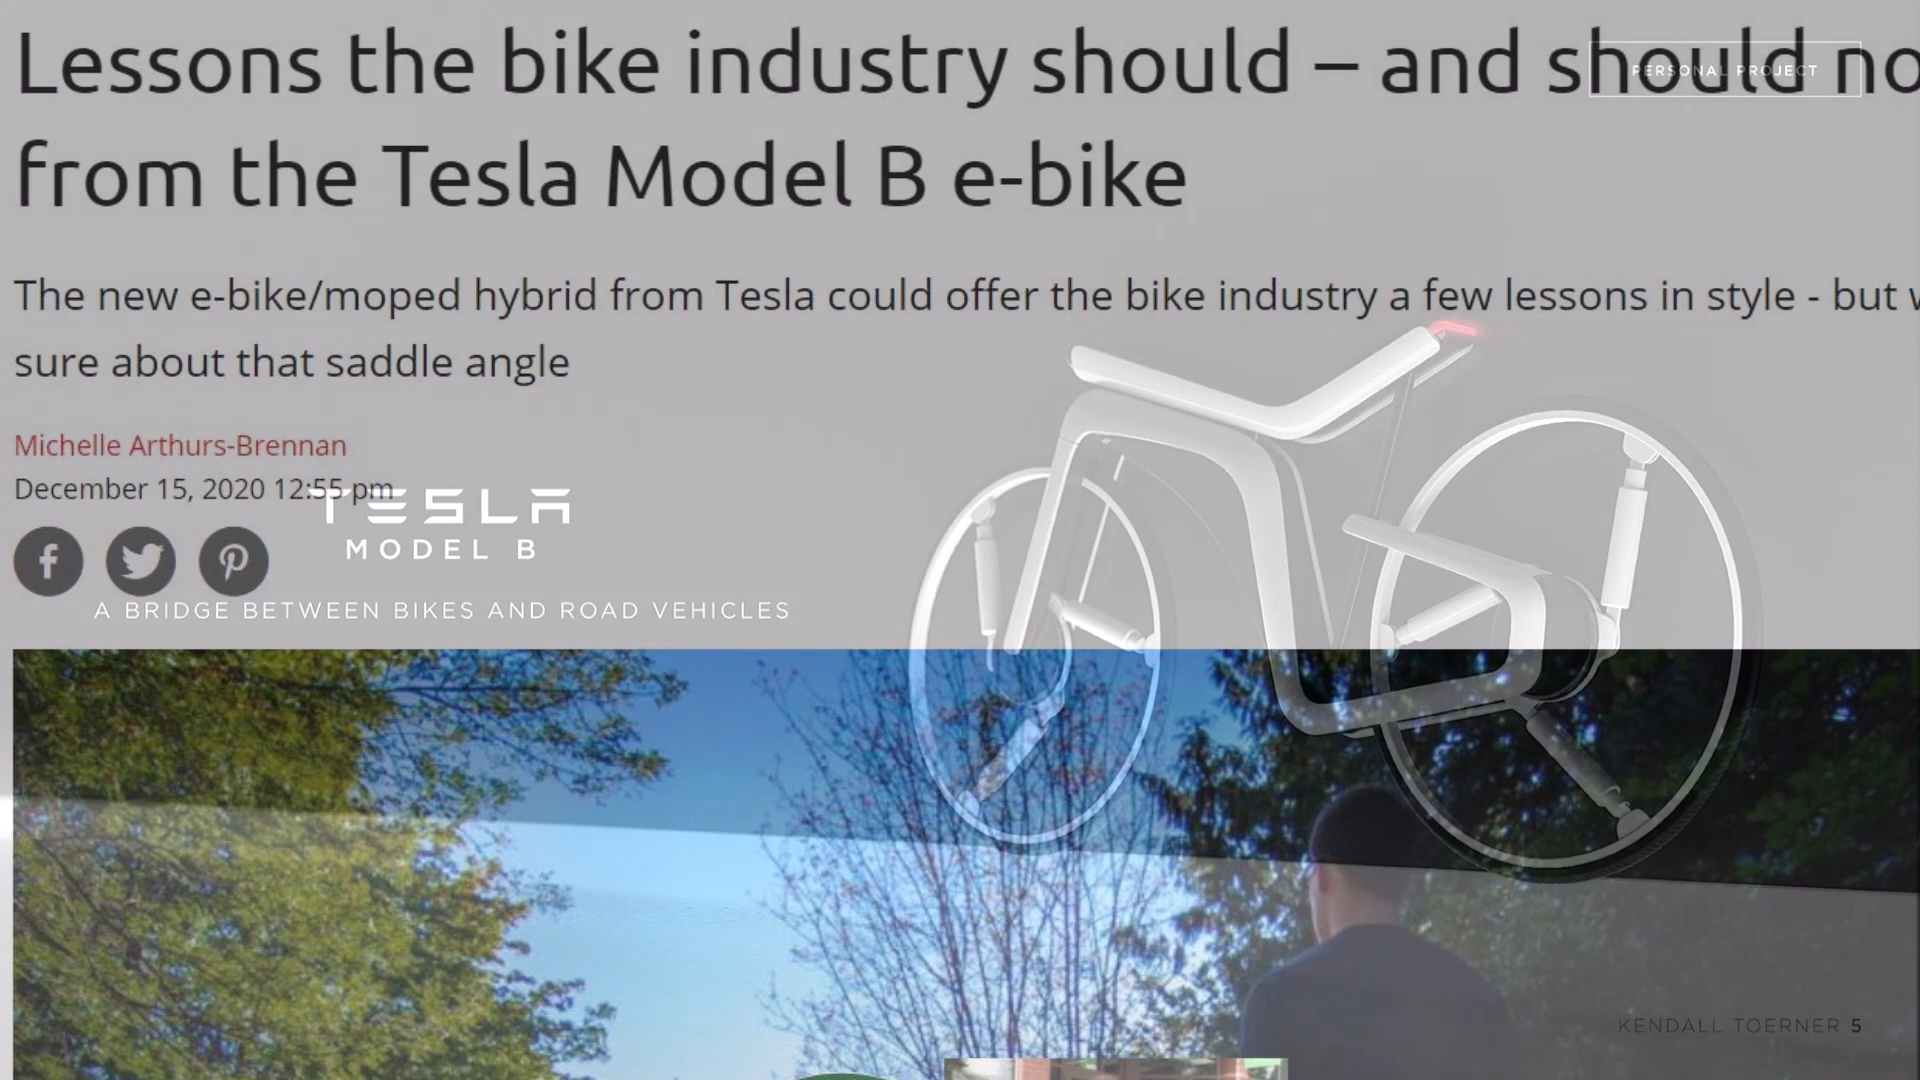 Lessons the bike industry should – and should no
from the Tesla Model B e-bike
PERSONAL PROJECT
The new e-bike/moped hybrid from Tesla could offer the bike industry a few lessons in style - but
sure about that saddle angle
Michelle Arthurs-Brennan
December 15, 2020 12:55 pm
TESLA
MODEL B
A BRIDGE BETWEEN BIKES AND ROAD VEHICLES
KENDALL TOERNER 5